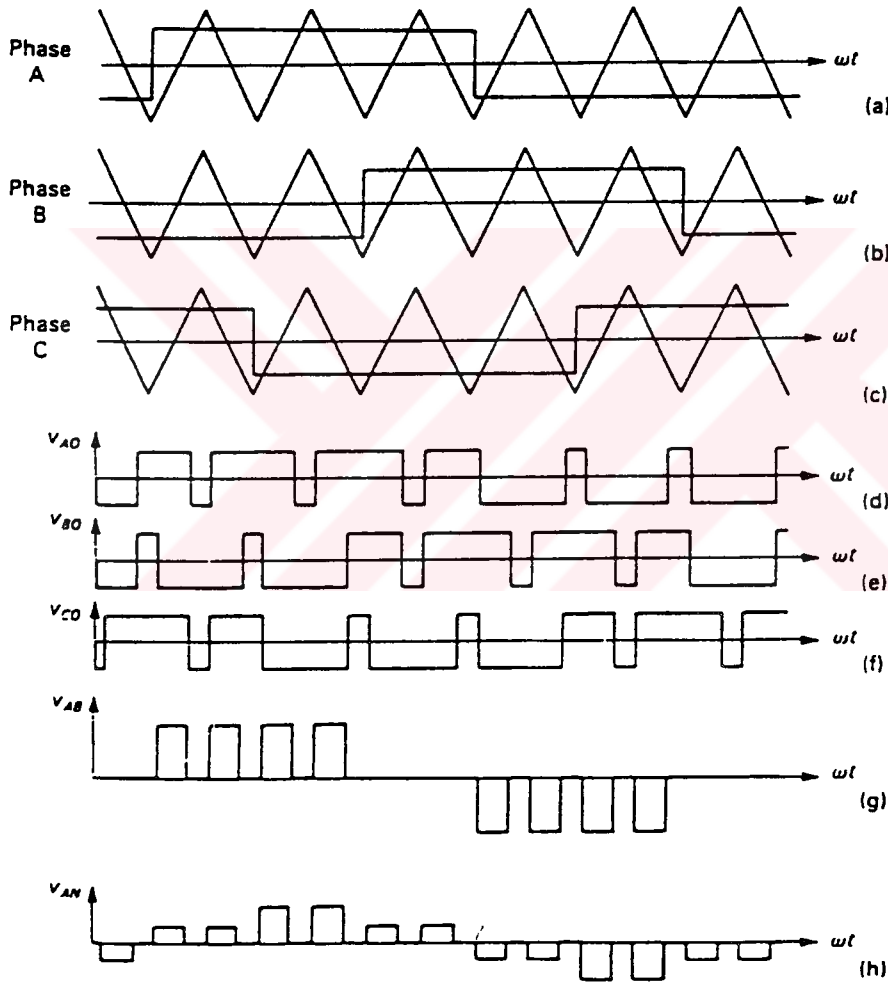 Phase
A
ωt
(a)
Phase
B
ωt
(b)
Phase
C
ωt
(c)
V_AO
ωt
(d)
V_BO
ωt
(e)
V_CO
ωt
(f)
V_AB
ωt
(g)
V_AN
ωt
(h)